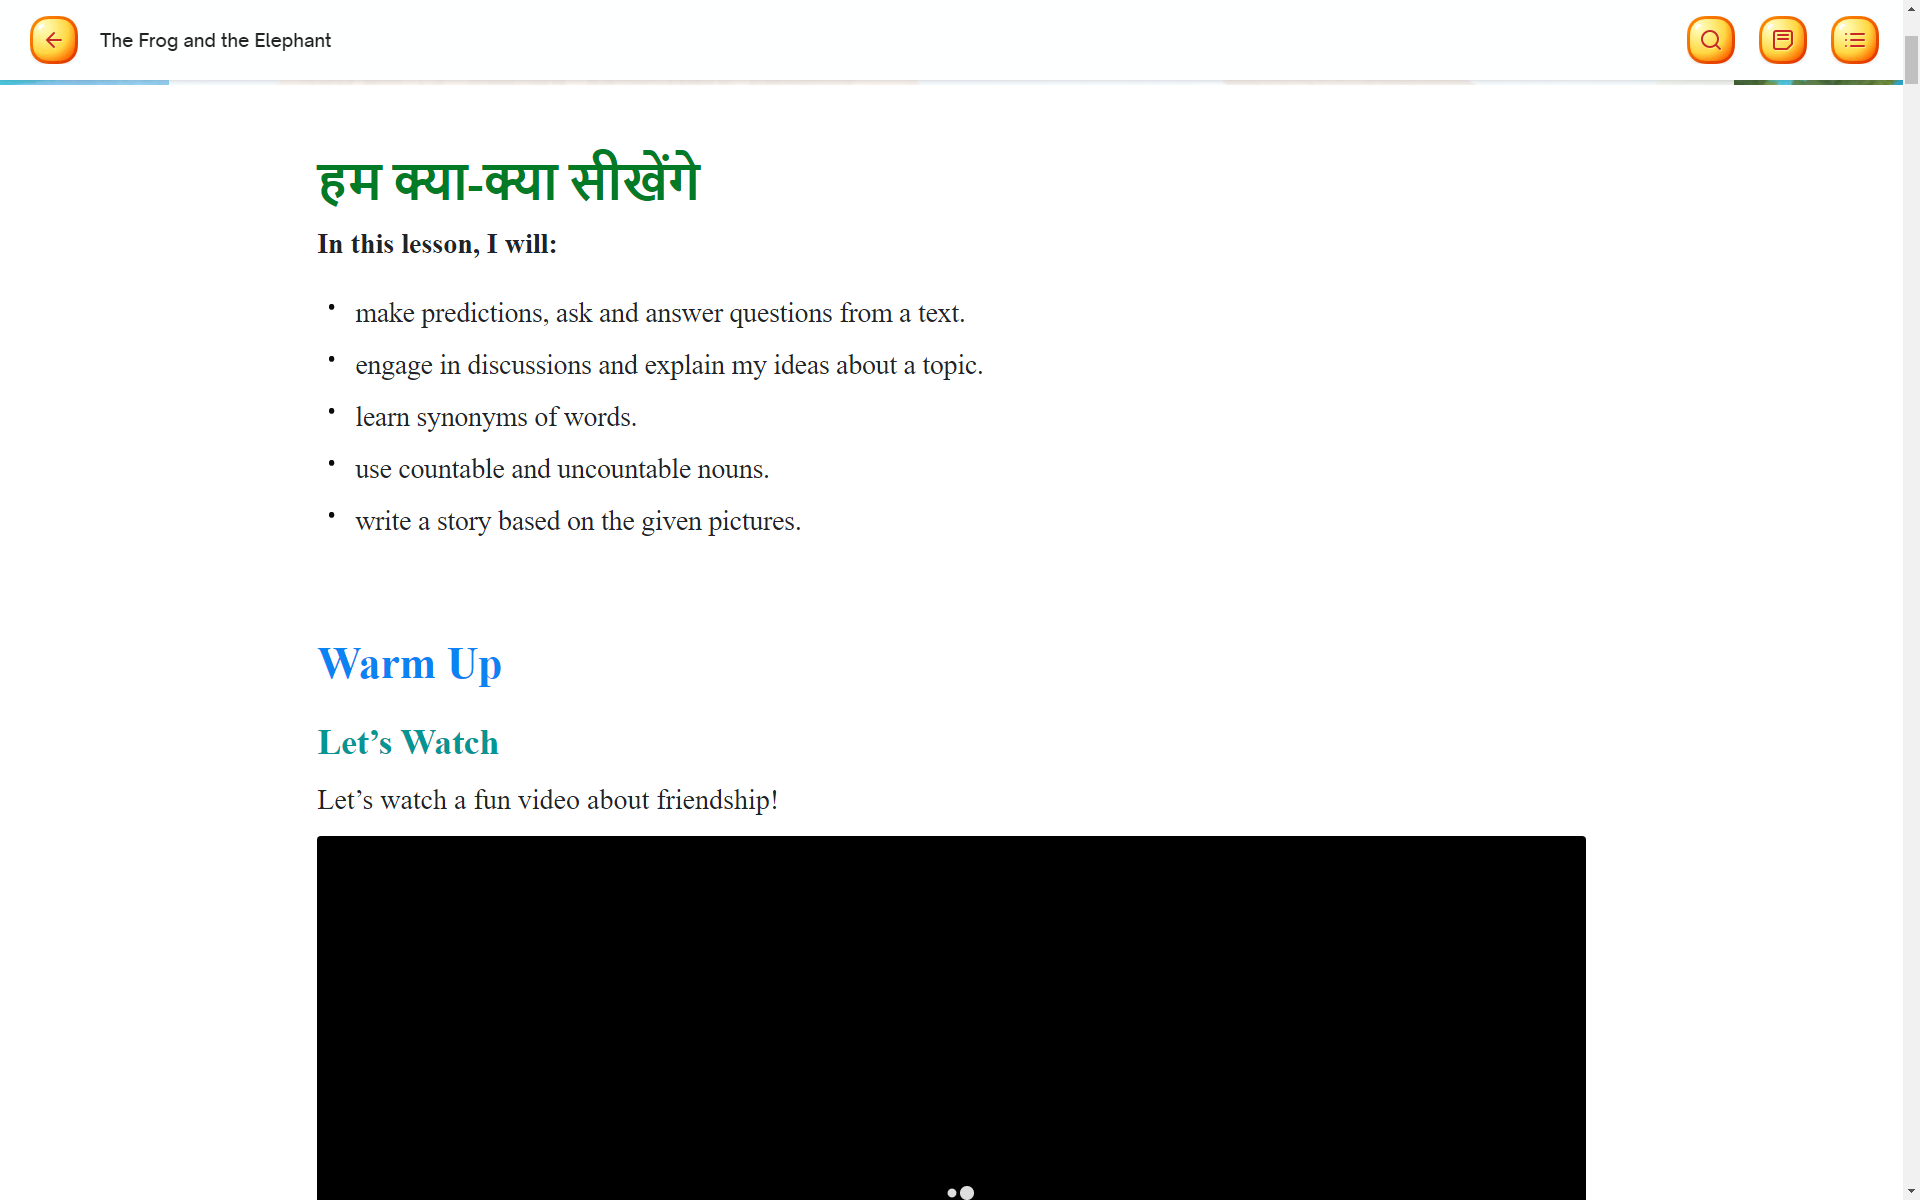 The Frog and the Elephant
हम क्या-क्या सीखेंगे
In this lesson, I will:
• make predictions, ask and answer questions from a text.
• engage in discussions and explain my ideas about a topic.
• learn synonyms of words.
• use countable and uncountable nouns.
• write a story based on the given pictures.
Warm Up
Let’s Watch
Let’s watch a fun video about friendship!